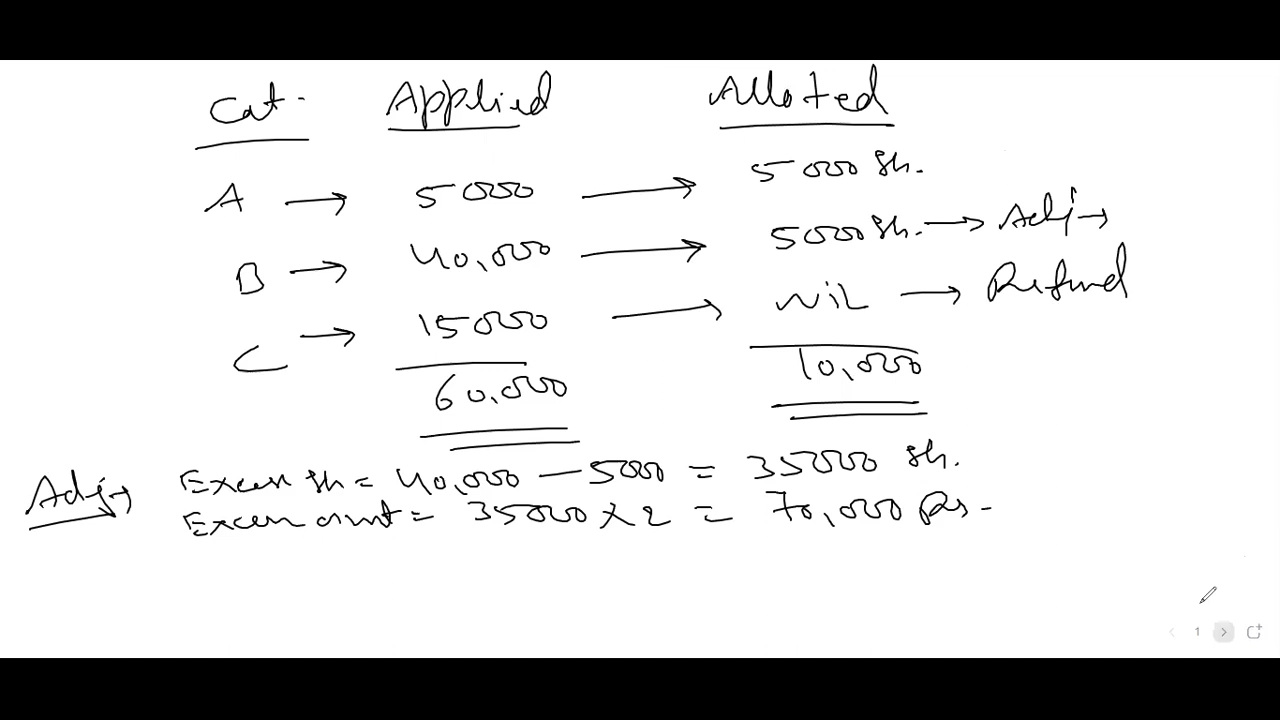 Cat. Applied Alloted
A → 5000 → 5000 sh.
B → 40,000 → 5000 sh. → Adj→
C → 15000 → NIL → Refund
60,000 10,000
Adj→ Excess sh = 40,000 - 5000 = 35000 sh.
Excess amt = 35000 X 2 = 70,000 Rs -
1